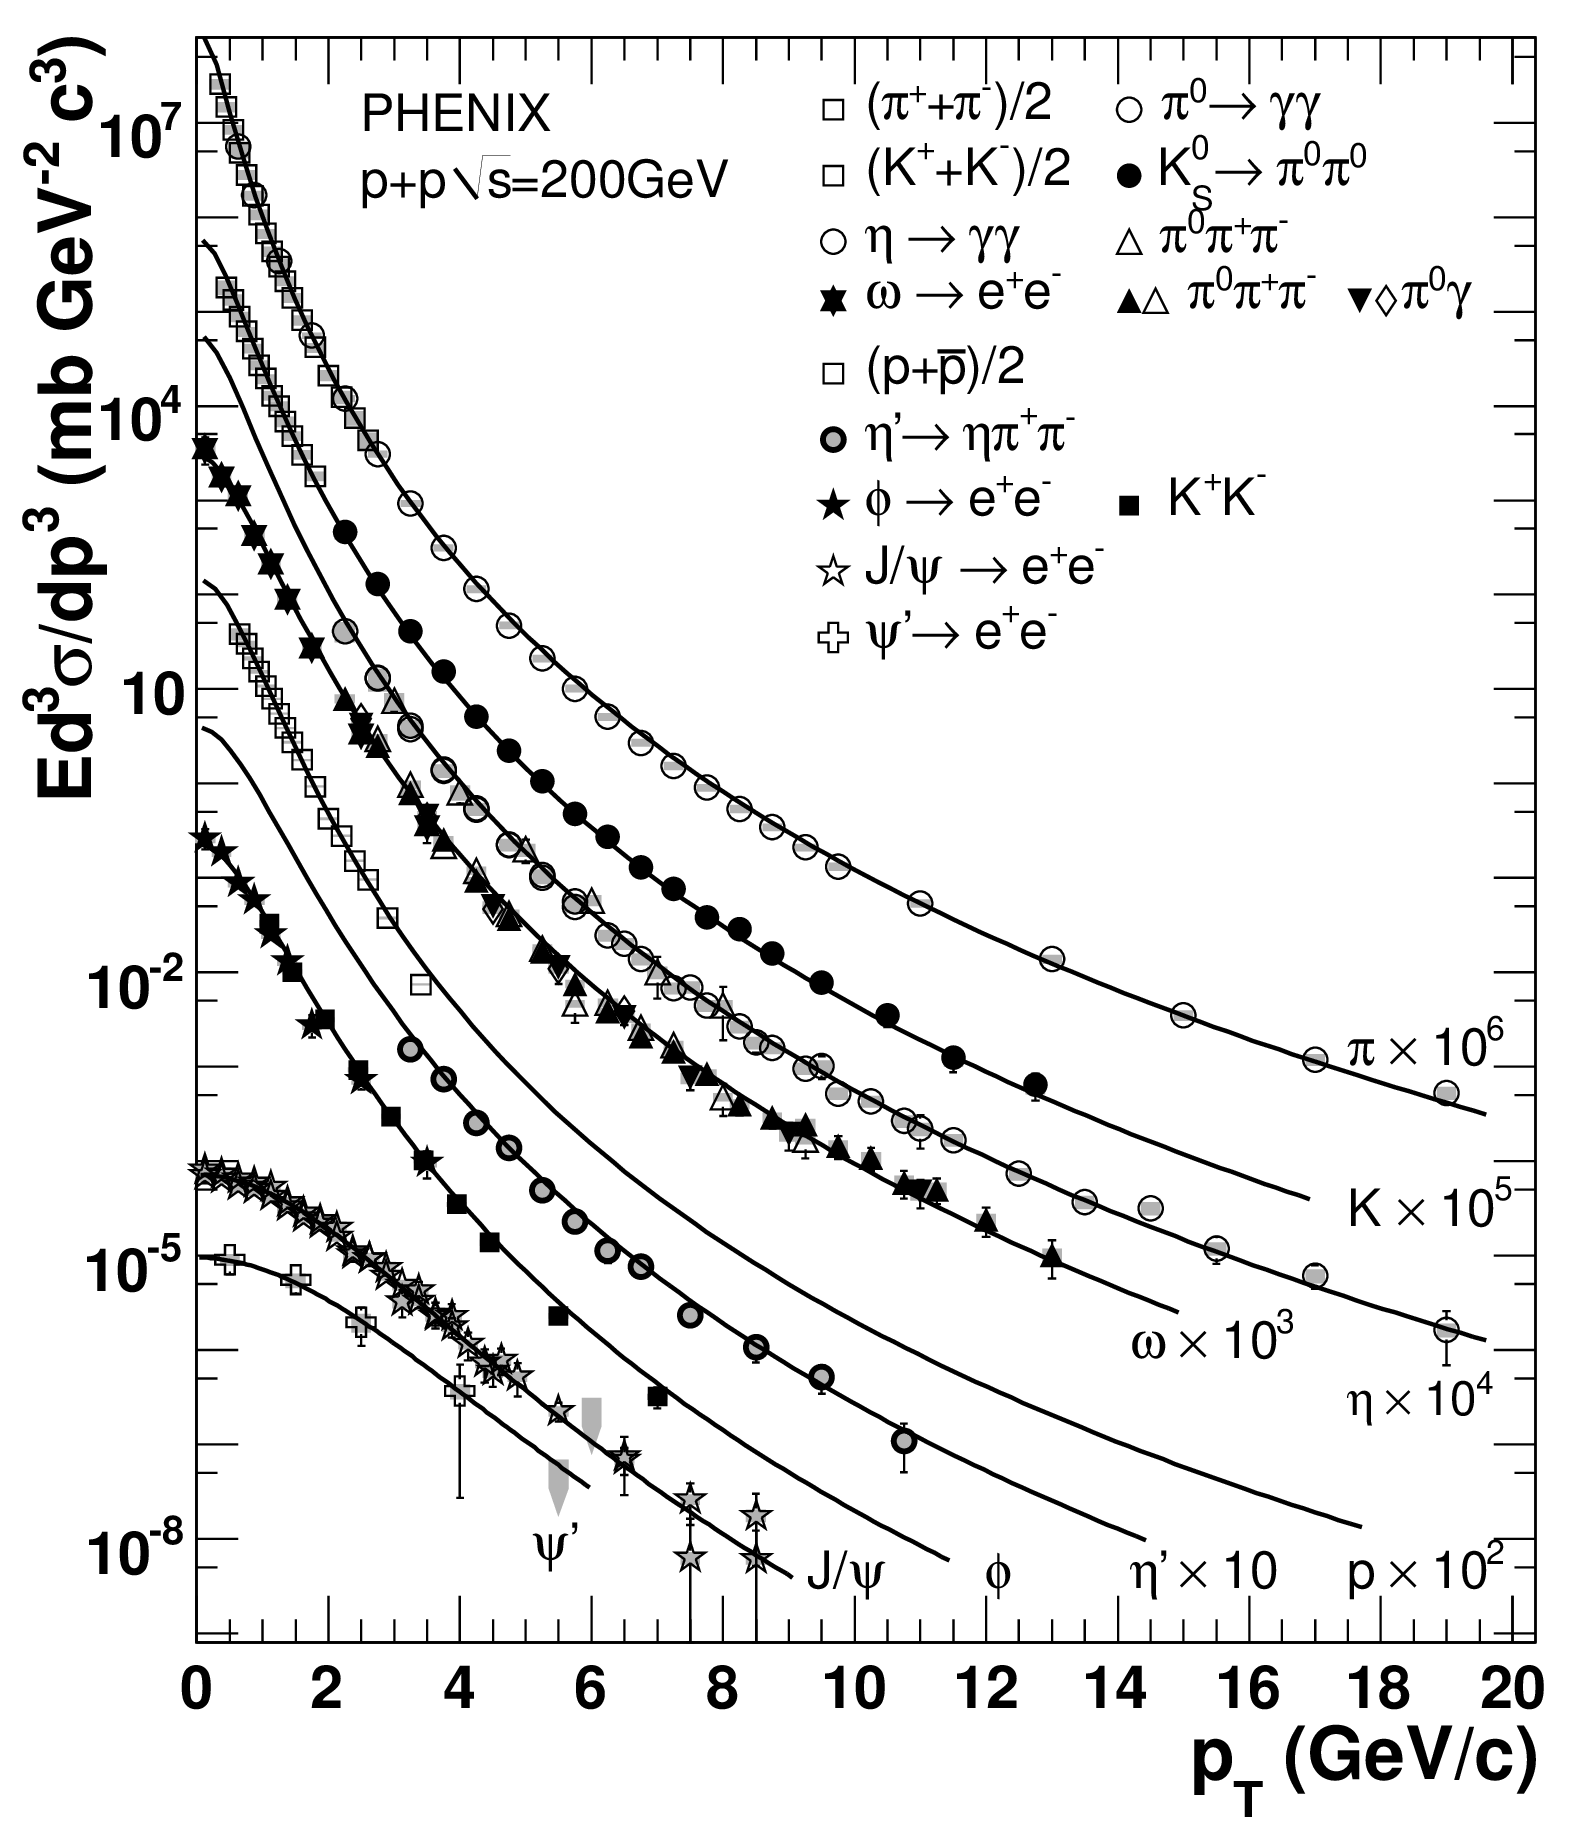 Ed³σ/dp³ (mb GeV⁻² c³)
10⁷
10⁴
10
10⁻²
10⁻⁵
10⁻⁸
PHENIX
p+p √s=200GeV
(π⁺+π⁻)/2 π⁰→ γγ
(K⁺+K⁻)/2 K⁰_S→ π⁰π⁰
η → γγ π⁰π⁺π⁻
ω → e⁺e⁻ π⁰π⁺π⁻ π⁰γ
(p+p̅)/2
η’→ ηπ⁺π⁻
ϕ → e⁺e⁻ K⁺K⁻
J/ψ → e⁺e⁻
ψ’→ e⁺e⁻
π × 10⁶
K × 10⁵
ω × 10³
η × 10⁴
ψ’
J/ψ
ϕ
η’ × 10
p × 10²
0 2 4 6 8 10 12 14 16 18 20
p_T (GeV/c)